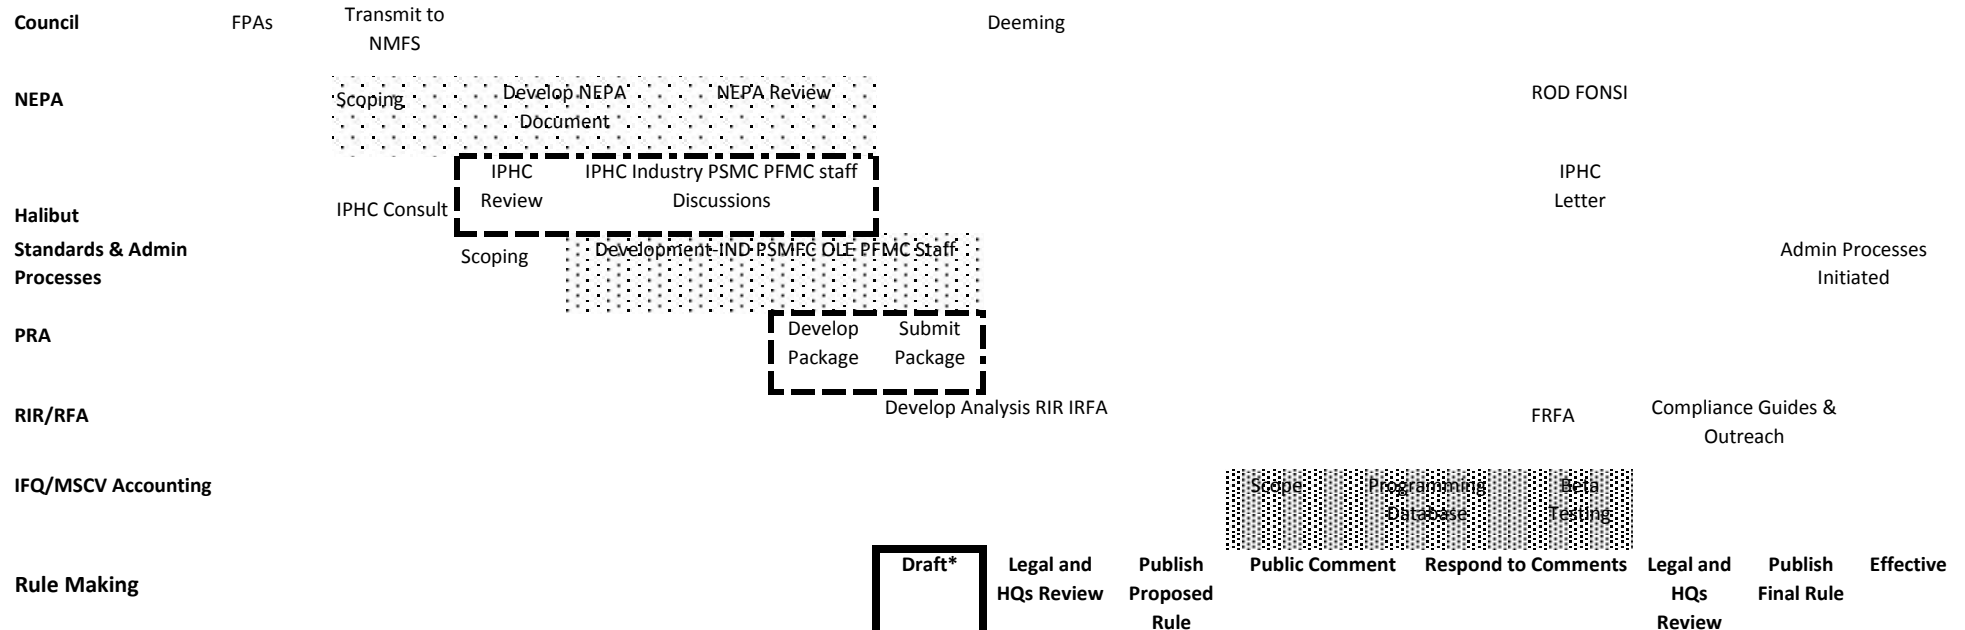 Council FPAs Transmit to NMFS Deeming
NEPA Scoping Develop NEPA Document NEPA Review ROD FONSI
Halibut IPHC Consult IPHC Review IPHC Industry PSMC PFMC staff Discussions IPHC Letter
Standards & Admin Processes Scoping Development-IND PSMFC OLE PFMC Staff Admin Processes Initiated
PRA Develop Package Submit Package
RIR/RFA Develop Analysis RIR IRFA FRFA Compliance Guides & Outreach
IFQ/MSCV Accounting Scope Programming Database Beta Testing
Rule Making Draft* Legal and HQs Review Publish Proposed Rule Public Comment Respond to Comments Legal and HQs Review Publish Final Rule Effective